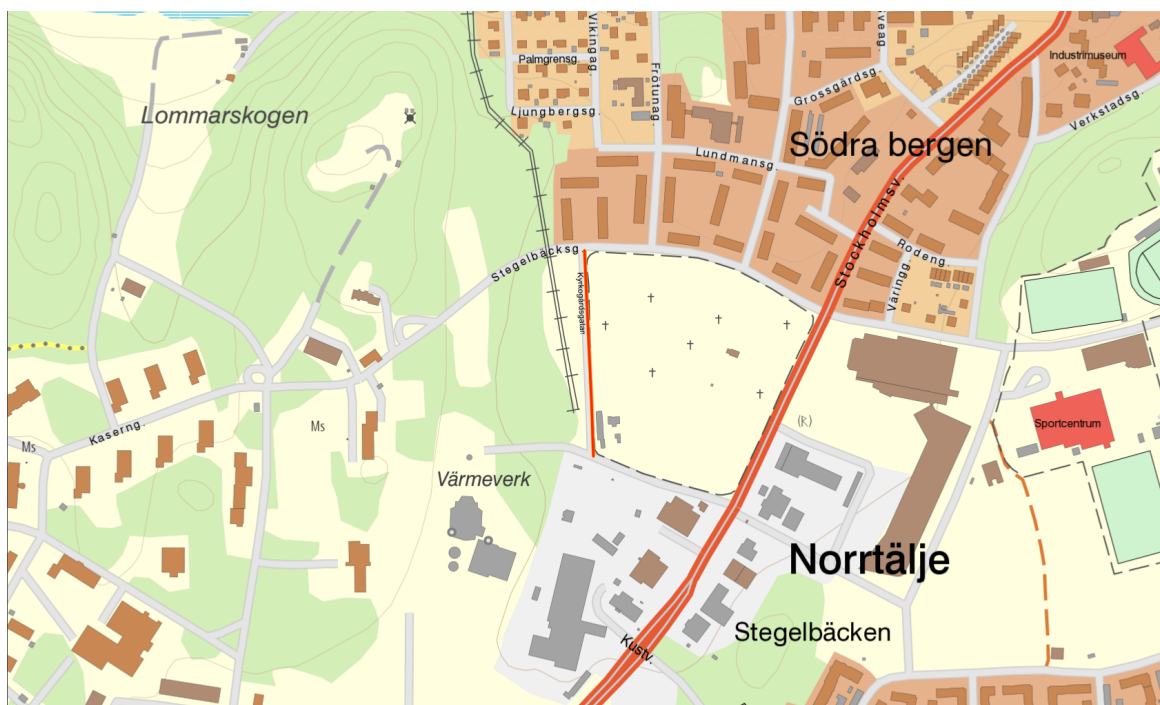 Vikingag.
Sveag.
Palmgrensg.
Frötunag.
Industrimuseum
Grossgårdsg.
Ljungbergsg.
Lommarskogen
Verkstadsg.
Södra bergen
Lundmansg.
Stockholmsv.
Stegelbäcksg.
Rodeng.
Väringg.
Kyrkogårdsgatan
Kaserng.
Ms
Ms
(R)
Sportcentrum
Värmeverk
Norrtälje
Stegelbäcken
Kustv.